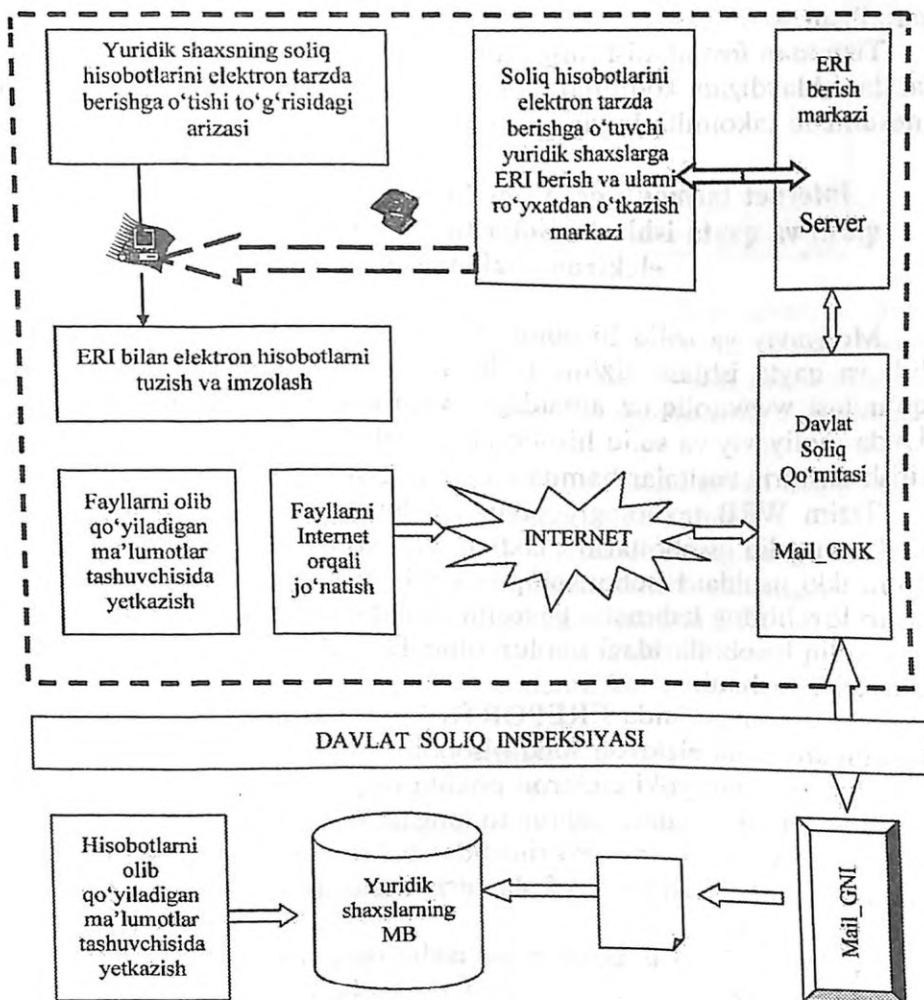 Yuridik shaxsning soliq
hisobotlarini elektron tarzda
berishga o‘tishi to‘g‘risidagi
arizasi
Soliq hisobotlarini
elektron tarzda
berishga o‘tuvchi
yuridik shaxslarga
ERI berish va ularni
ro‘yxatdan o‘tkazish
markazi
ERI
berish
markazi
Server
ERI bilan elektron hisobotlarni
tuzish va imzolash
Fayllarni olib
qo‘yiladigan
ma’lumotlar
tashuvchisida
yetkazish
Fayllarni
Internet
orqali
jo‘natish
INTERNET
Davlat
Soliq
Qo‘mitasi
Mail_GNK
DAVLAT SOLIQ INSPEKSIYASI
Hisobotlarni
olib
qo‘yiladigan
ma’lumotlar
tashuvchisida
yetkazish
Yuridik
shaxslarning
MB
Mail_GNI